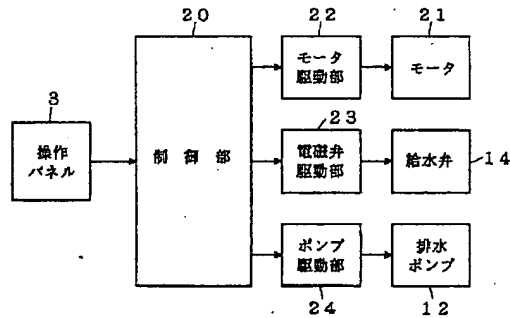 20
22
21
モータ
駆動部
モータ
3
操作
パネル
制御部
23
電磁弁
駆動部
給水弁
14
ポンプ
駆動部
排水
ポンプ
24
12